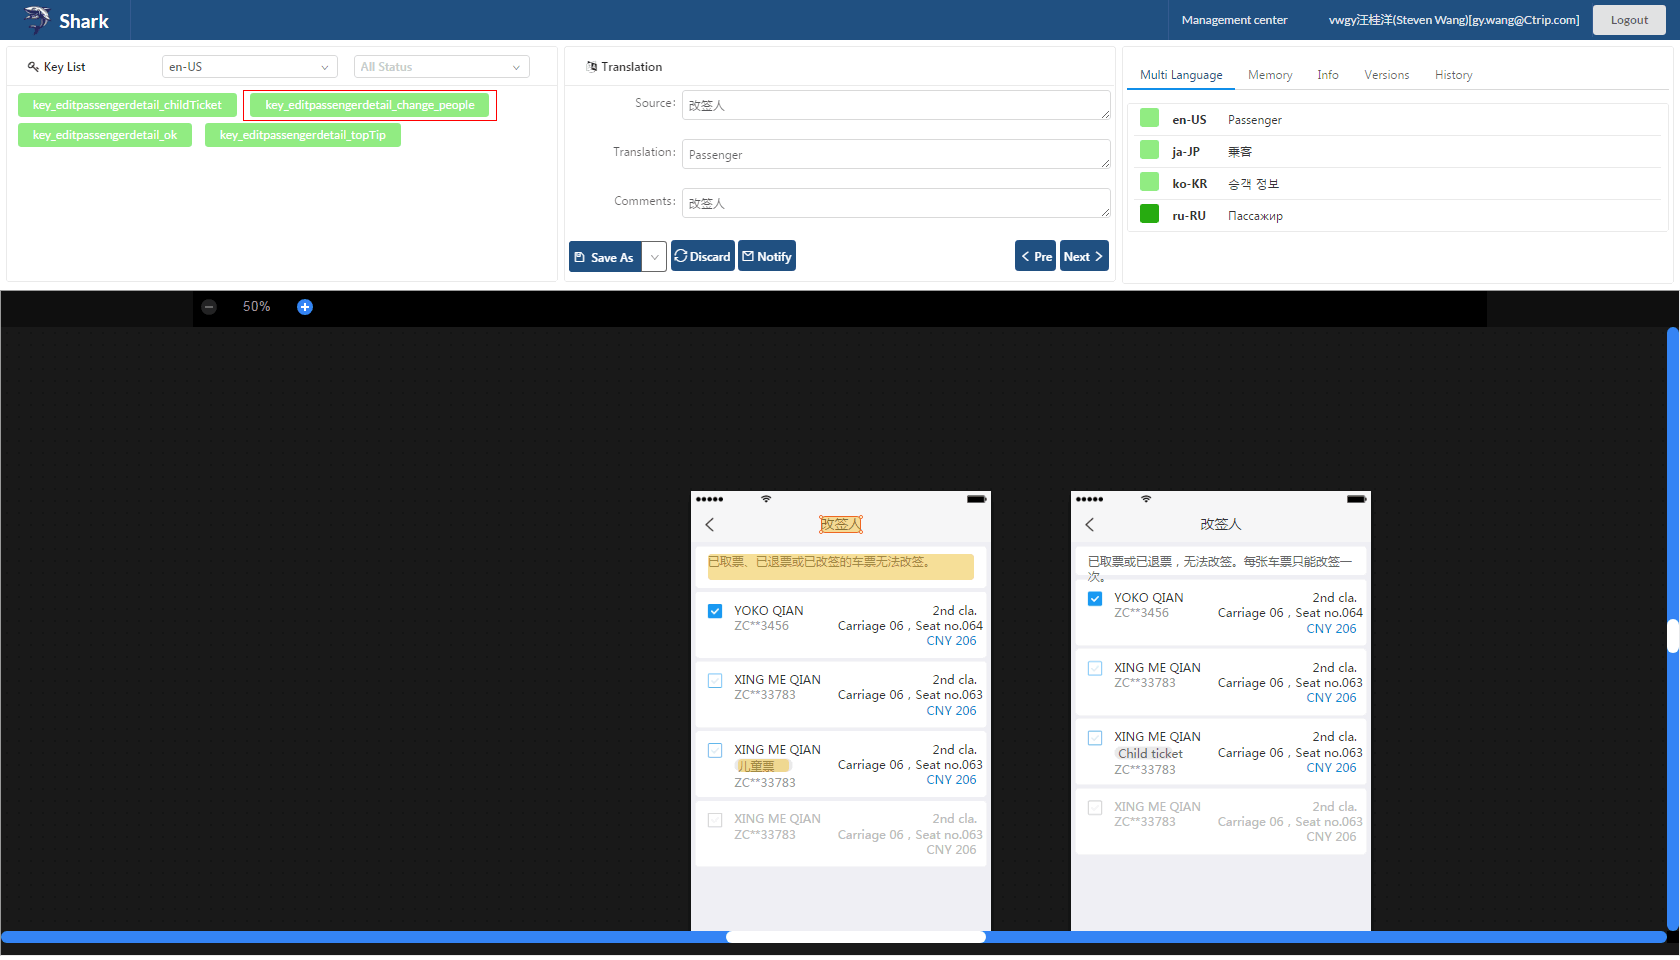 Shark
Management center
vwgy汪桂洋(Steven Wang)[gy.wang@Ctrip.com]
Logout
Key List
en-US
All Status
key_editpassengerdetail_childTicket
key_editpassengerdetail_change_people
key_editpassengerdetail_ok
key_editpassengerdetail_topTip
Translation
Source:
改签人
Translation:
Passenger
Comments:
改签人
Save As
Discard
Notify
Pre
Next
Multi Language
Memory
Info
Versions
History
en-US Passenger
ja-JP 乗客
ko-KR 승객 정보
ru-RU Пассажир
50%
改签人
已取票、已退票或已改签的车票无法改签。
YOKO QIAN
2nd cla.
ZC**3456
Carriage 06，Seat no.064
CNY 206
XING ME QIAN
2nd cla.
ZC**33783
Carriage 06，Seat no.063
CNY 206
XING ME QIAN
2nd cla.
儿童票
Carriage 06，Seat no.063
ZC**33783
CNY 206
XING ME QIAN
2nd cla.
ZC**33783
Carriage 06，Seat no.063
CNY 206
改签人
已取票或已退票，无法改签。每张车票只能改签一
次。
YOKO QIAN
2nd cla.
ZC**3456
Carriage 06，Seat no.064
CNY 206
XING ME QIAN
2nd cla.
ZC**33783
Carriage 06，Seat no.063
CNY 206
XING ME QIAN
2nd cla.
Child ticket
Carriage 06，Seat no.063
ZC**33783
CNY 206
XING ME QIAN
2nd cla.
ZC**33783
Carriage 06，Seat no.063
CNY 206